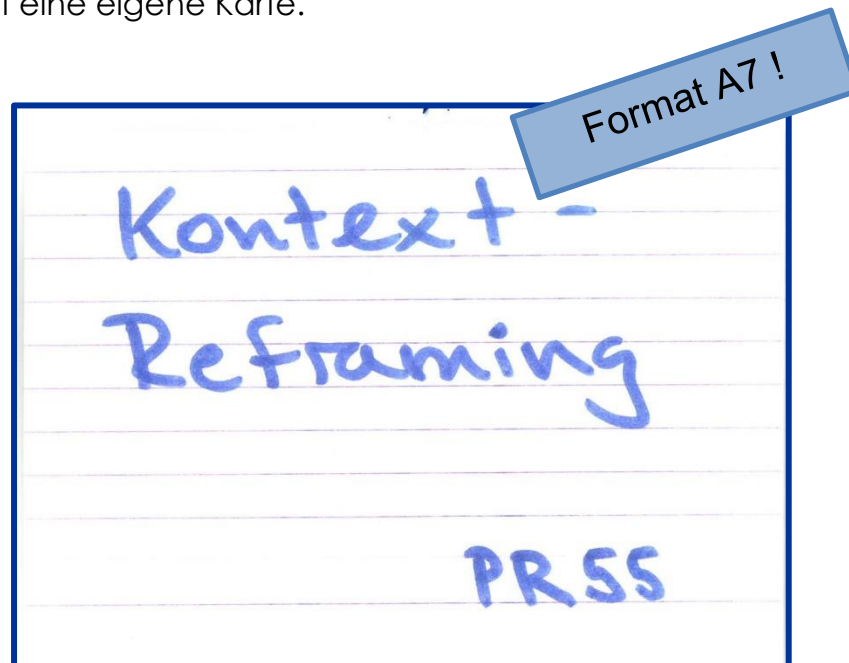 eine eigene Karte.
Format A7 !
Kontext-
Reframing
PR55